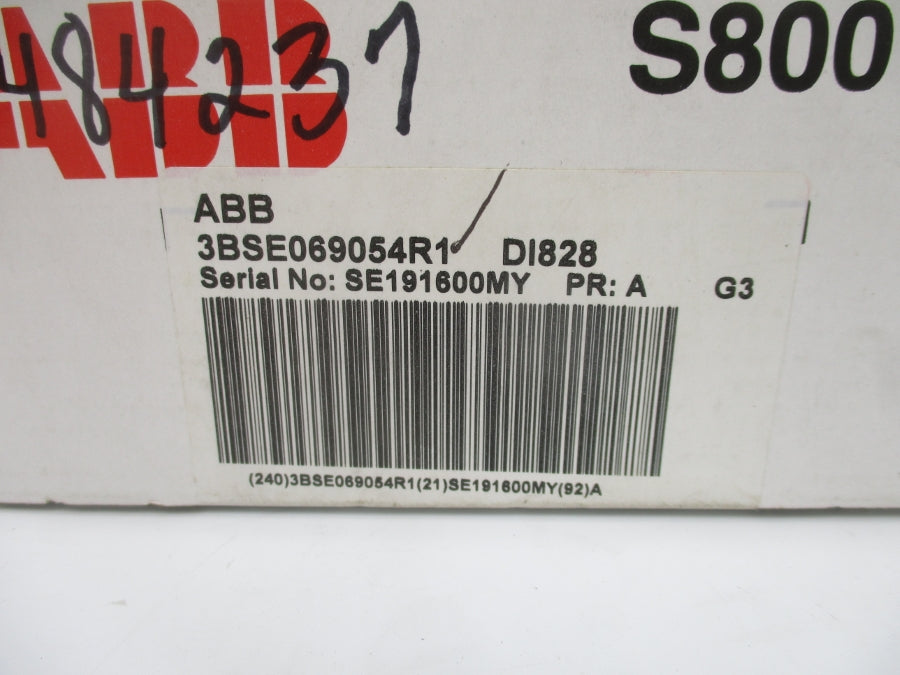 ABB
484237
S800
ABB
3BSE069054R1 DI828
Serial No: SE191600MY PR: A G3
(240)3BSE069054R1(21)SE191600MY(92)A